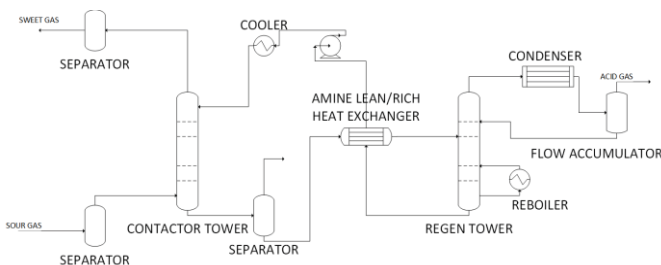 SWEET GAS
SEPARATOR
COOLER
AMINE LEAN/RICH
HEAT EXCHANGER
CONDENSER
ACID GAS
FLOW ACCUMULATOR
SOUR GAS
SEPARATOR
CONTACTOR TOWER
SEPARATOR
REGEN TOWER
REBOILER